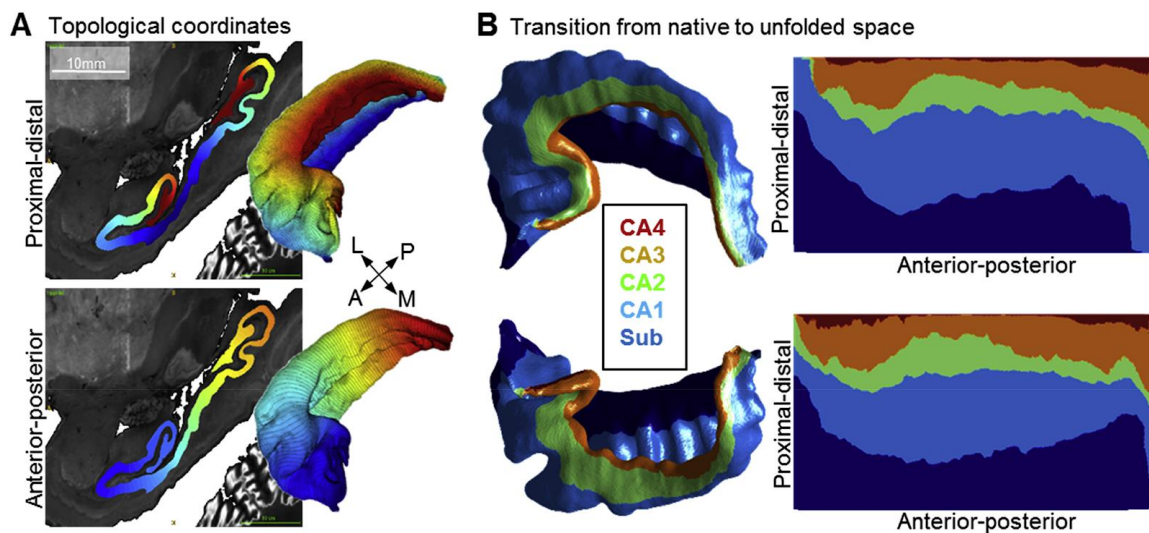 A Topological coordinates
10mm
Proximal-distal
L P
A M
Anterior-posterior
B Transition from native to unfolded space
CA4
CA3
CA2
CA1
Sub
Proximal-distal
Anterior-posterior
Proximal-distal
Anterior-posterior